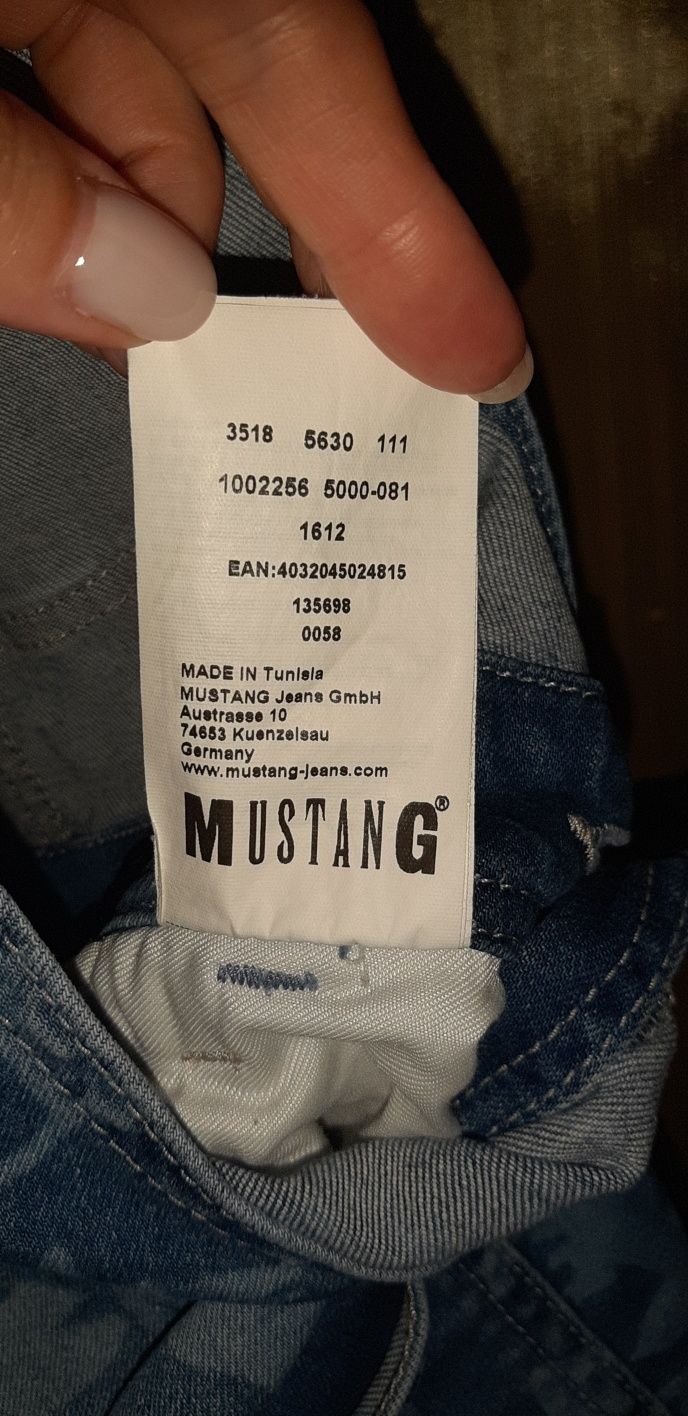 3518 5630 111
1002256 5000-081
1612
EAN:4032045024815
135698
0058
MADE IN Tunisia
MUSTANG Jeans GmbH
Austrasse 10
74653 Kuenzelsau
Germany
www.mustang-jeans.com
MUSTANG®